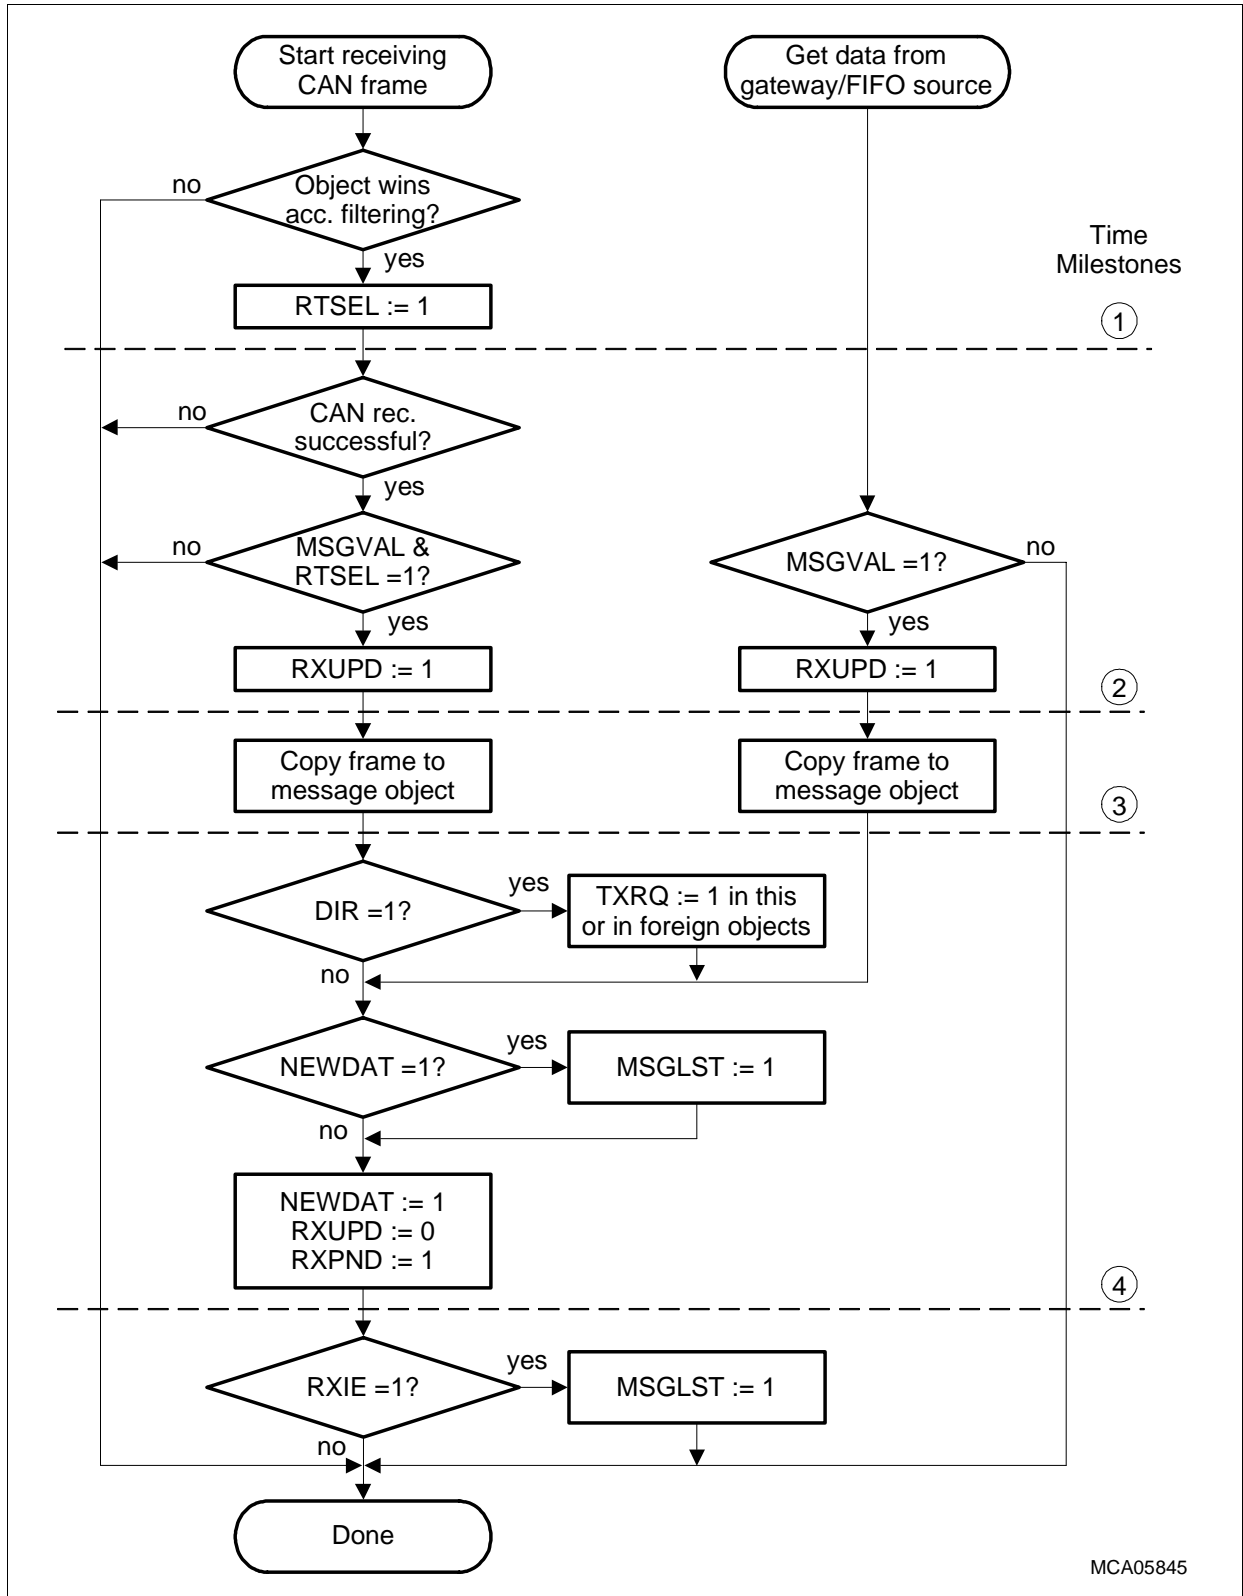 Start receiving
CAN frame
Get data from
gateway/FIFO source
no
Object wins
acc. filtering?
yes
Time
Milestones
RTSEL := 1
1
no
CAN rec.
successful?
yes
no
MSGVAL &
RTSEL =1?
MSGVAL =1?
no
yes
yes
RXUPD := 1
RXUPD := 1
2
Copy frame to
message object
Copy frame to
message object
3
DIR =1?
yes
TXRQ := 1 in this
or in foreign objects
no
NEWDAT =1?
yes
MSGLST := 1
no
NEWDAT := 1
RXUPD := 0
RXPND := 1
4
RXIE =1?
yes
MSGLST := 1
no
Done
MCA05845